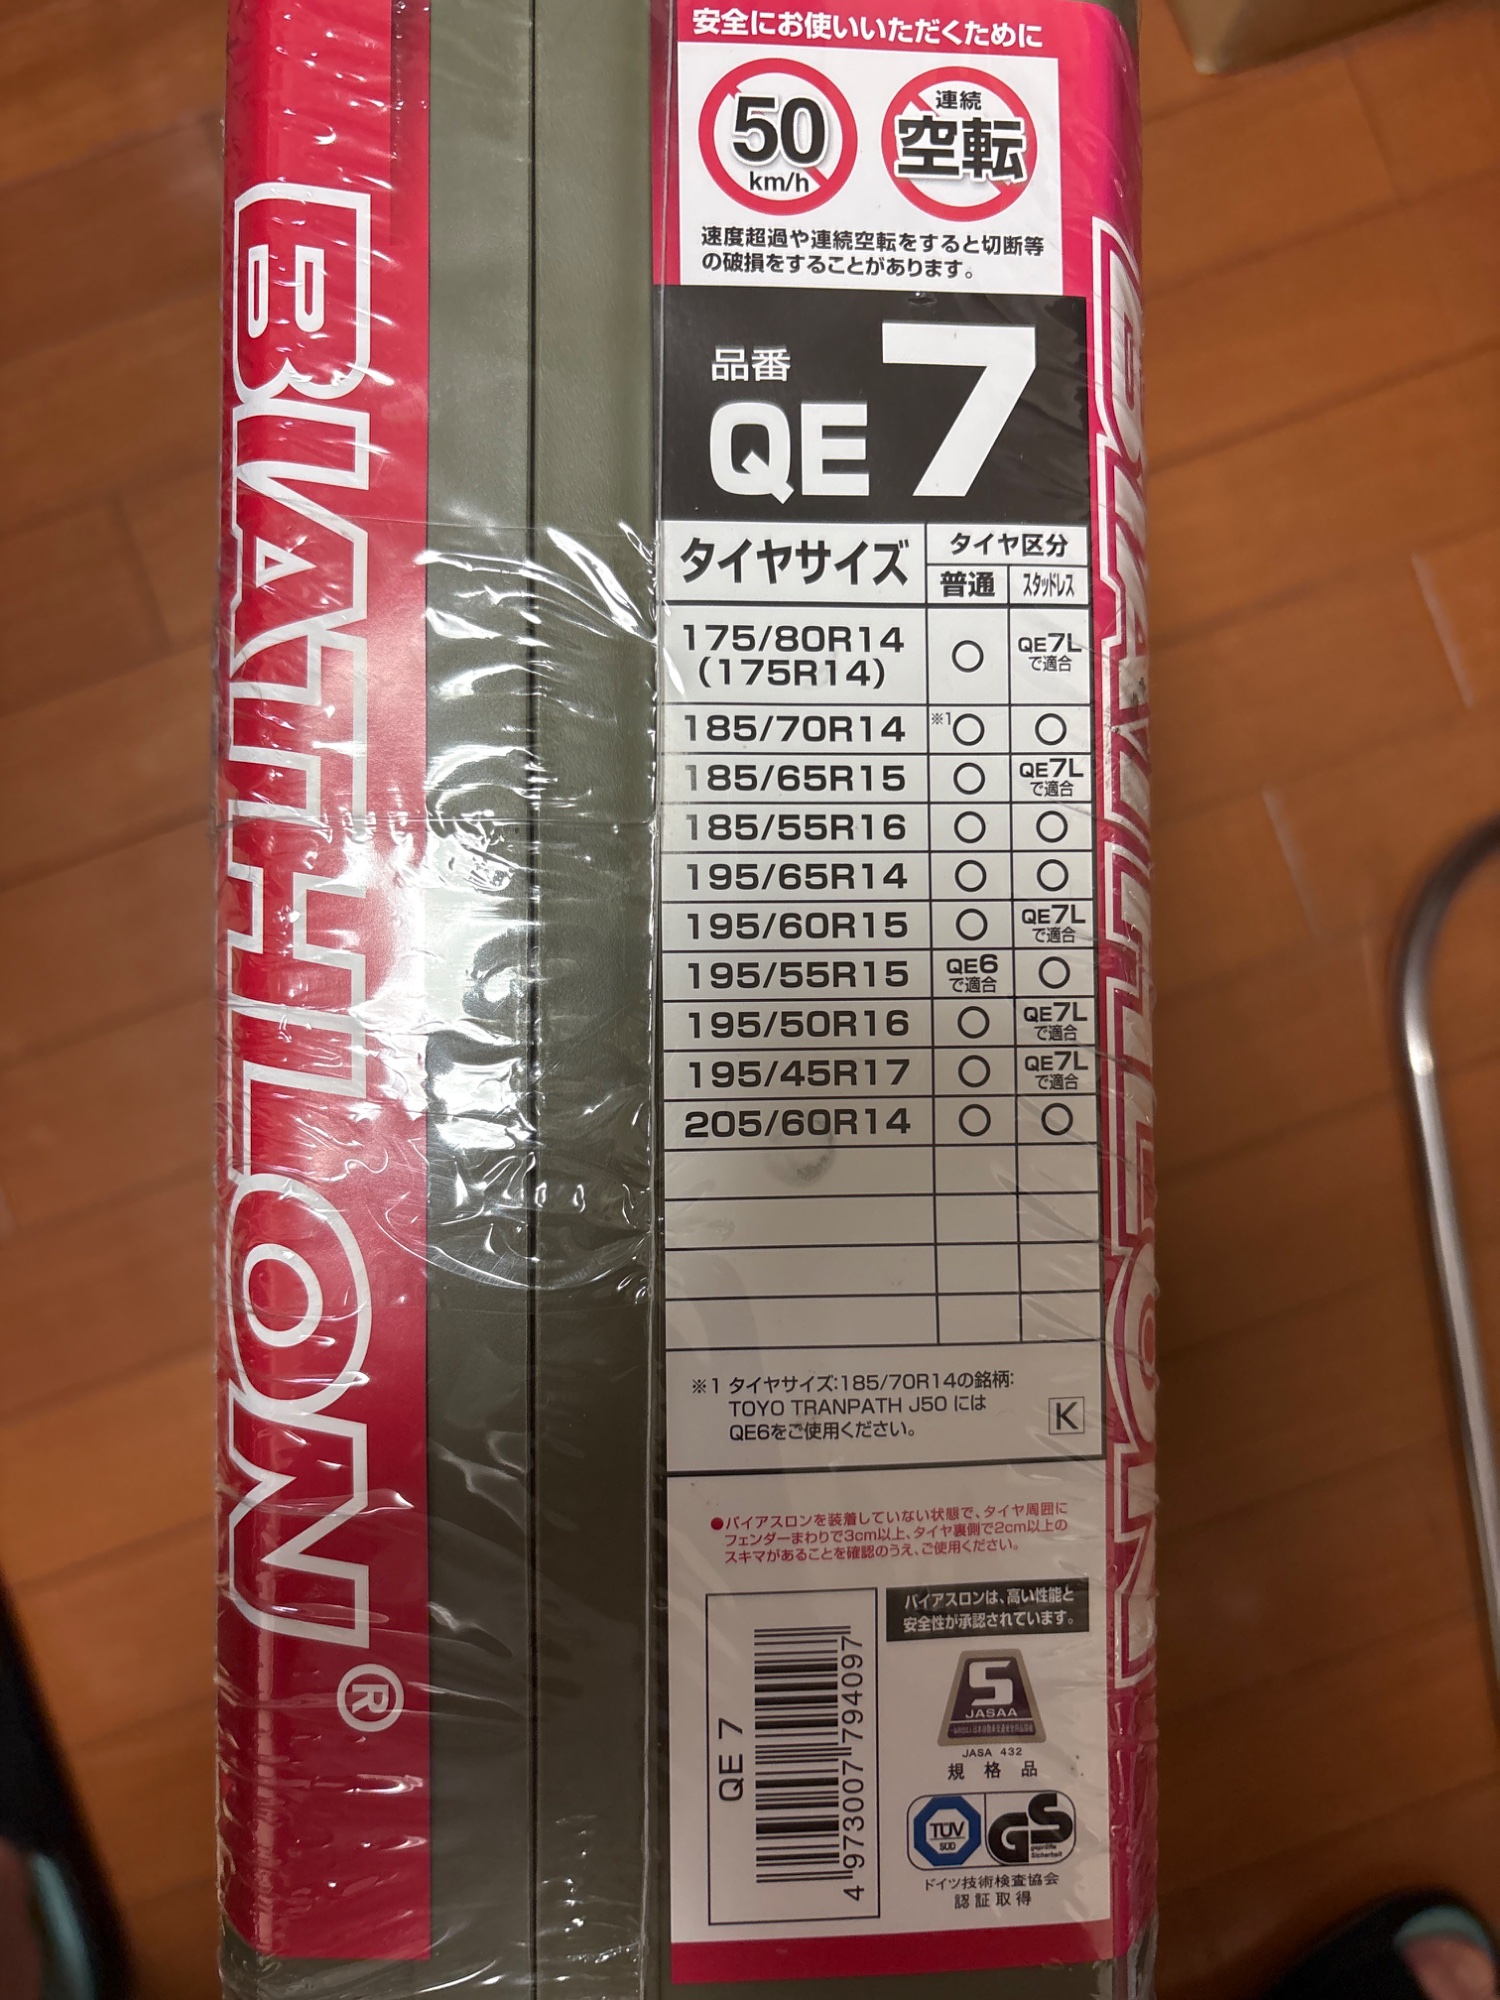 BIATHLON®
安全にお使いいただくために
50
km/h
連続
空転
速度超過や連続空転をすると切断等
の破損をすることがあります。
品番
QE 7
タイヤサイズ
タイヤ区分
普通
スタッドレス
175/80R14
(175R14)
○
QE7L
で適合
185/70R14
※1○
○
185/65R15
○
QE7L
で適合
185/55R16
○
○
195/65R14
○
○
195/60R15
○
QE7L
で適合
195/55R15
QE6
で適合
○
195/50R16
○
QE7L
で適合
195/45R17
○
QE7L
で適合
205/60R14
○
○
※1 タイヤサイズ:185/70R14の銘柄:
TOYO TRANPATH J50 には
QE6をご使用ください。
K
●バイアスロンを装着していない状態で、タイヤ周囲に
フェンダーまわりで3cm以上、タイヤ裏側で2cm以上の
スキマがあることを確認のうえ、ご使用ください。
QE 7
4 973007 794097
バイアスロンは、高い性能と
安全性が承認されています。
S
JASAA
JASA 432
規格品
TÜV
SÜD
GS
geprüfte
Sicherheit
ドイツ技術検査協会
認証取得
BIATHLON